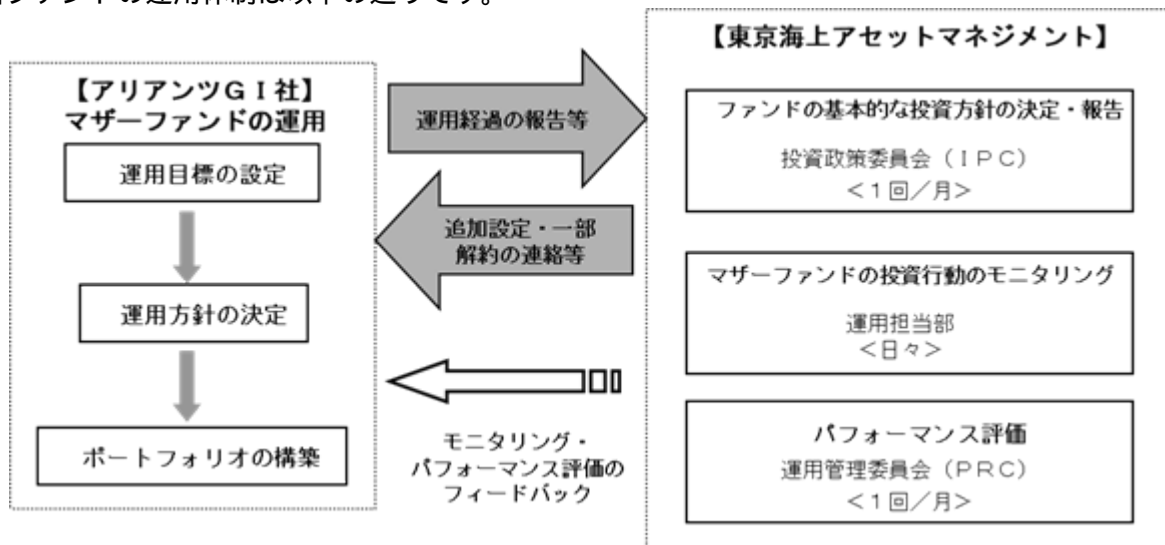 ファンドの運用体制は以下の通りです。
【アリアンツGI社】
マザーファンドの運用
運用目標の設定
運用方針の決定
ポートフォリオの構築
運用経過の報告等
追加設定・一部
解約の連絡等
モニタリング・
パフォーマンス評価の
フィードバック
【東京海上アセットマネジメント】
ファンドの基本的な投資方針の決定・報告
投資政策委員会（IPC）
＜1回／月＞
マザーファンドの投資行動のモニタリング
運用担当部
＜日々＞
パフォーマンス評価
運用管理委員会（PRC）
＜1回／月＞